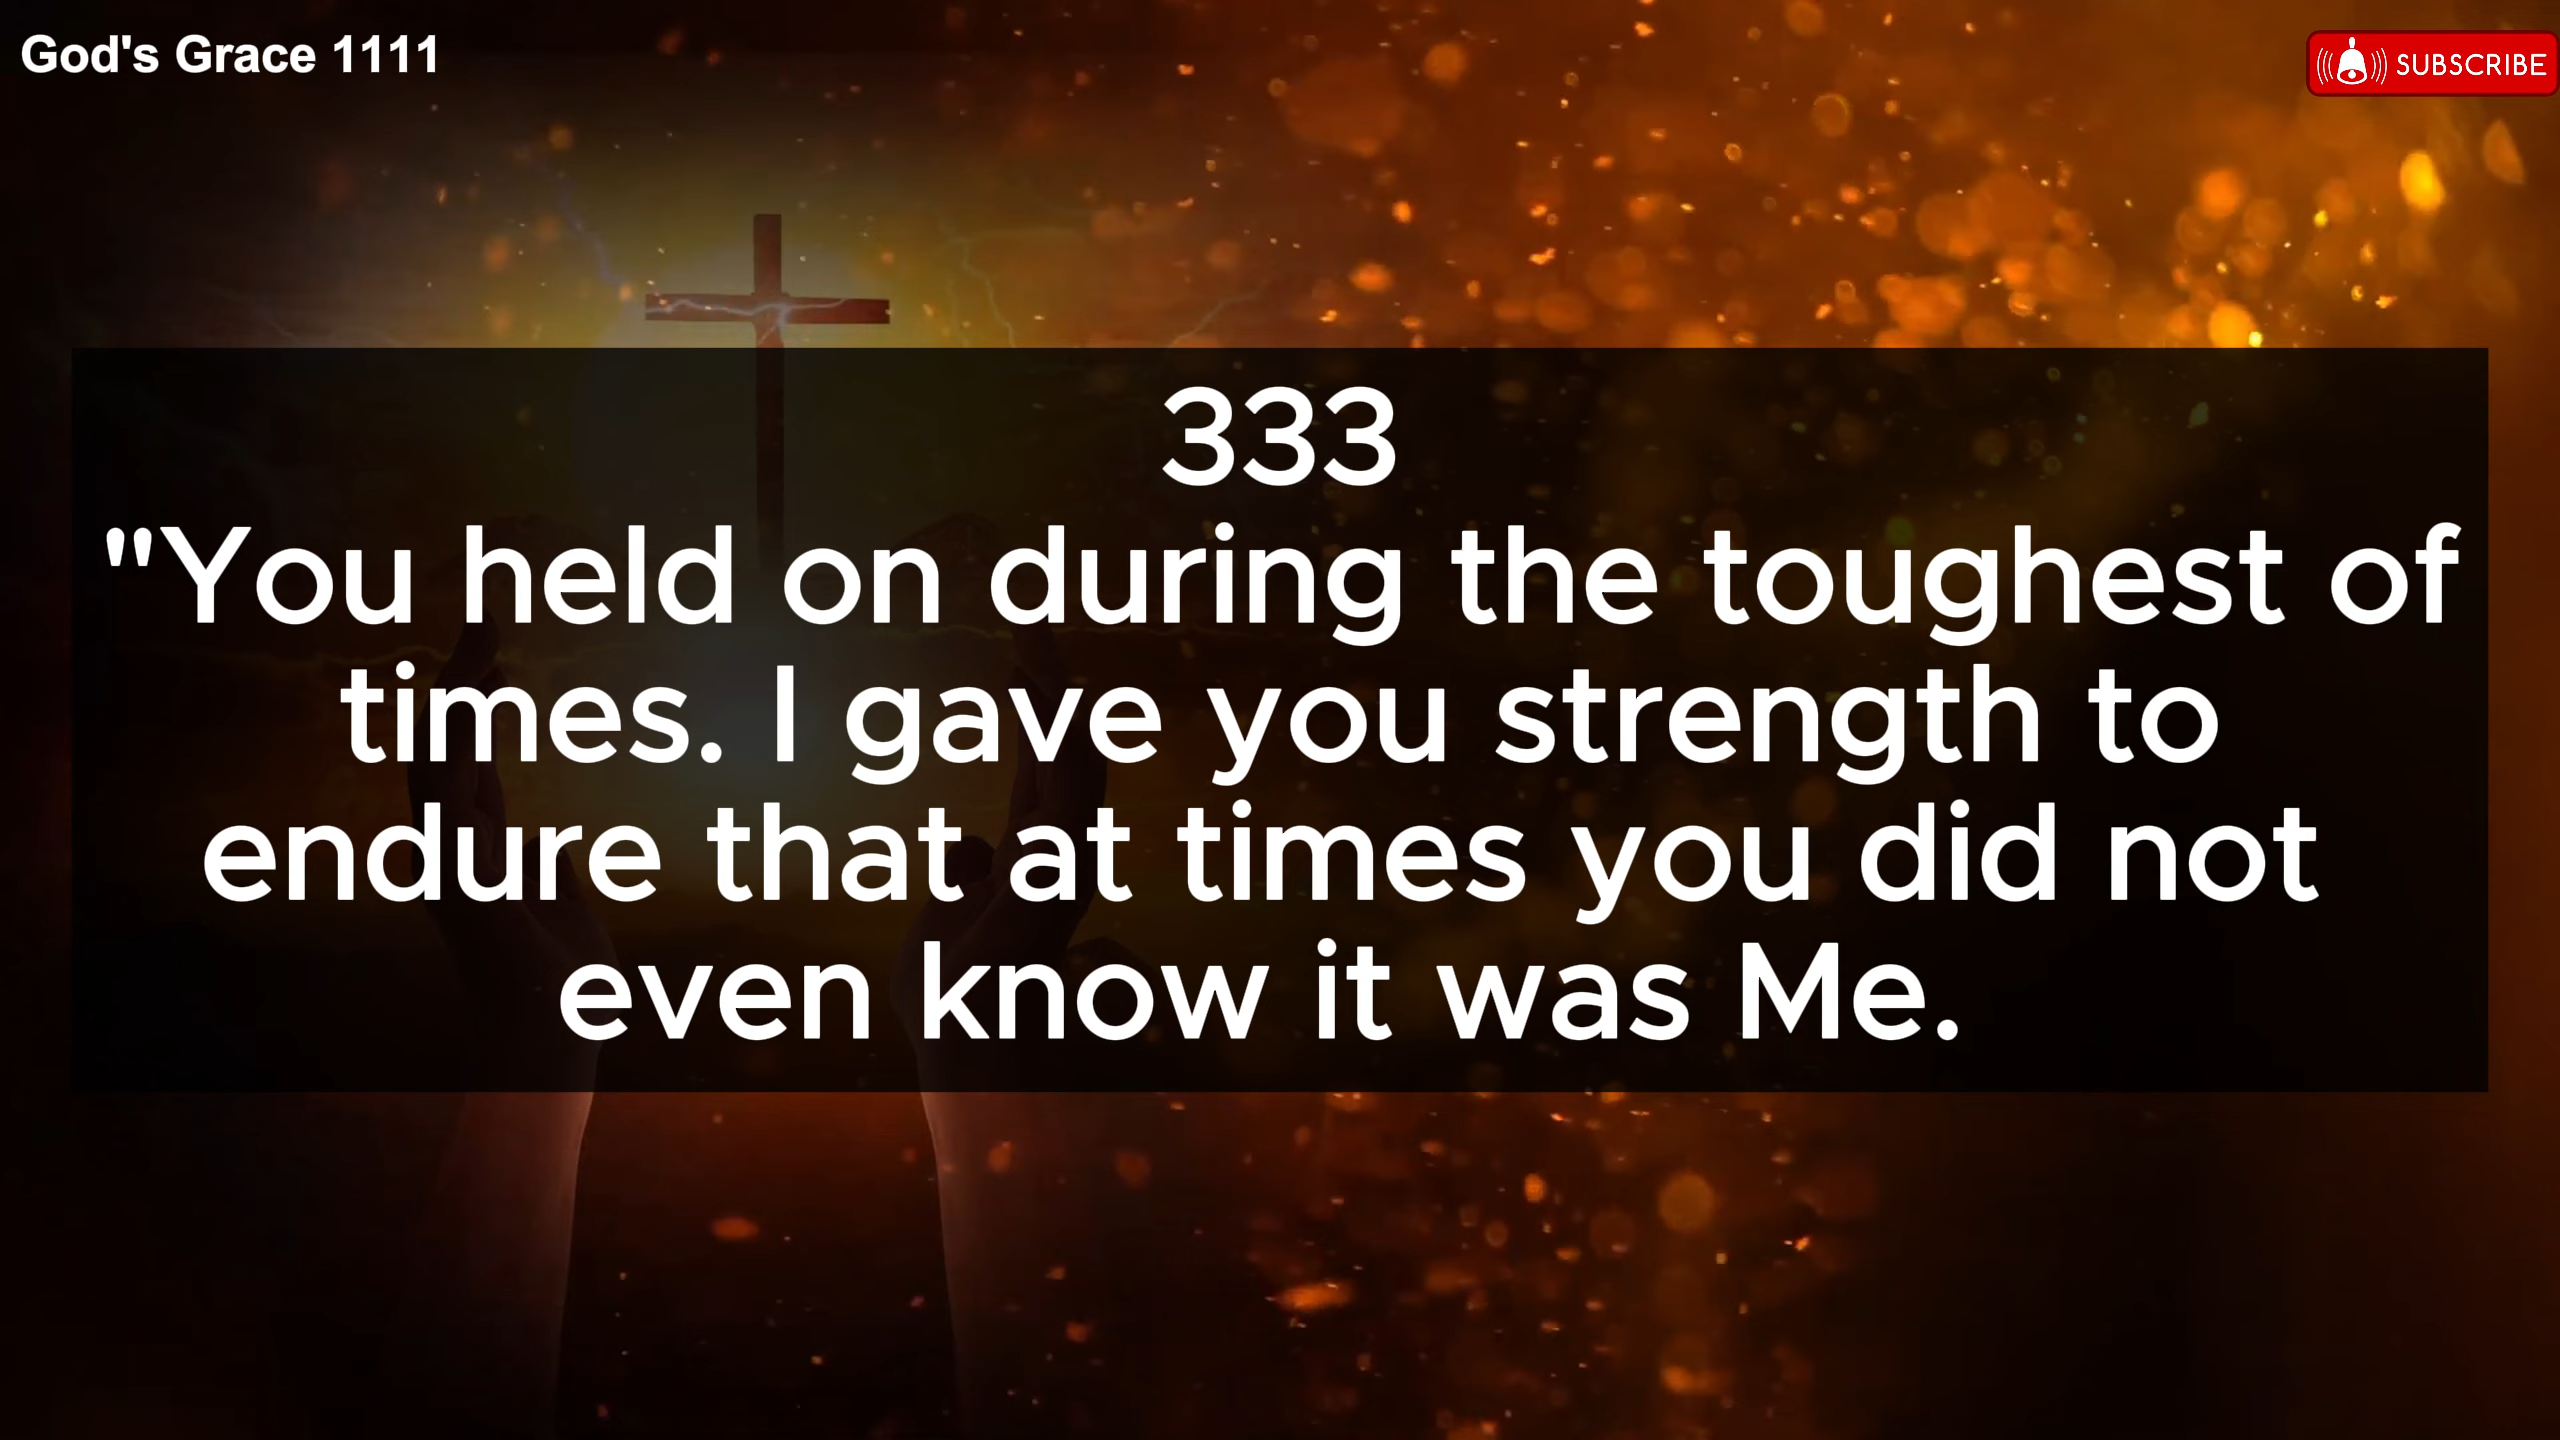 God's Grace 1111
SUBSCRIBE
333
"You held on during the toughest of
times. I gave you strength to
endure that at times you did not
even know it was Me.